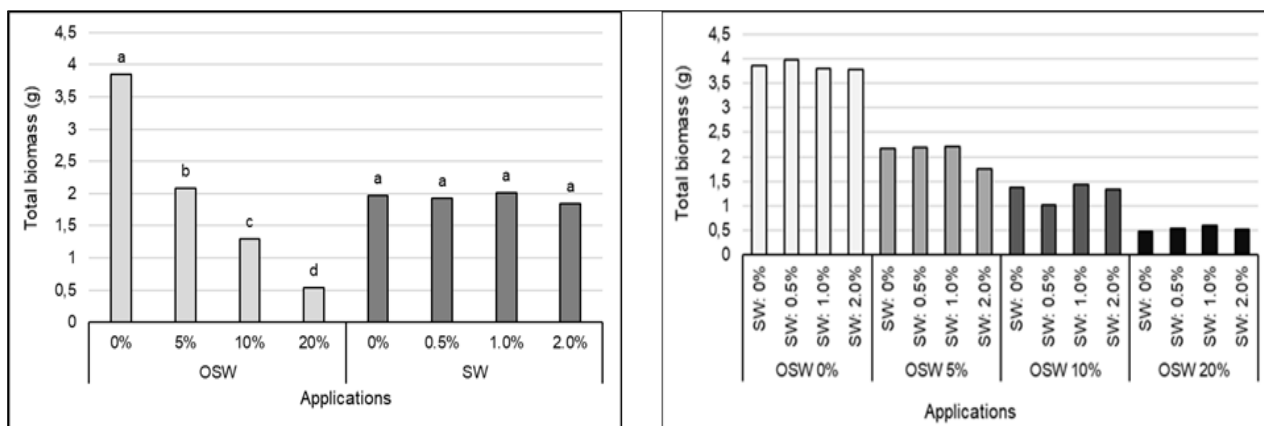 Total biomass (g)
4,5
4
3,5
3
2,5
2
1,5
1
0,5
0
a
b
c
d
a
a
a
a
0%
5%
10%
20%
0%
0.5%
1.0%
2.0%
OSW
SW
Applications
Total biomass (g)
4,5
4
3,5
3
2,5
2
1,5
1
0,5
0
SW: 0%
SW: 0.5%
SW: 1.0%
SW: 2.0%
SW: 0%
SW: 0.5%
SW: 1.0%
SW: 2.0%
SW: 0%
SW: 0.5%
SW: 1.0%
SW: 2.0%
SW: 0%
SW: 0.5%
SW: 1.0%
SW: 2.0%
OSW 0%
OSW 5%
OSW 10%
OSW 20%
Applications